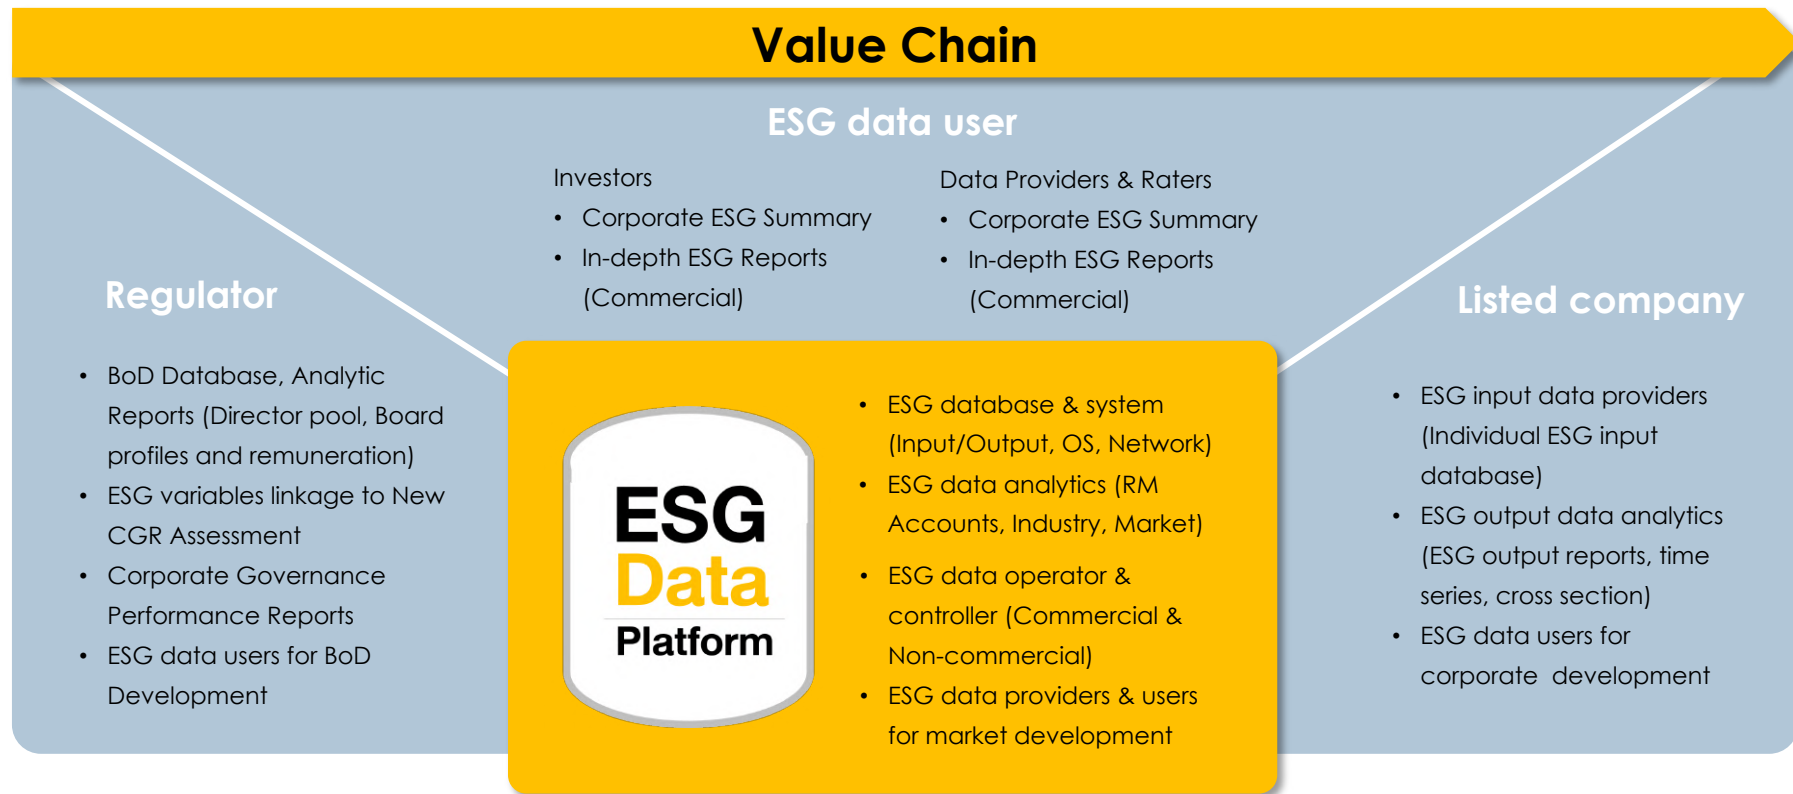 Value Chain
ESG data user
Investors
• Corporate ESG Summary
• In-depth ESG Reports
(Commercial)
Data Providers & Raters
• Corporate ESG Summary
• In-depth ESG Reports
(Commercial)
Regulator
• BoD Database, Analytic
Reports (Director pool, Board
profiles and remuneration)
• ESG variables linkage to New
CGR Assessment
• Corporate Governance
Performance Reports
• ESG data users for BoD
Development
ESG
Data
Platform
• ESG database & system
(Input/Output, OS, Network)
• ESG data analytics (RM
Accounts, Industry, Market)
• ESG data operator &
controller (Commercial &
Non-commercial)
• ESG data providers & users
for market development
Listed company
• ESG input data providers
(Individual ESG input
database)
• ESG output data analytics
(ESG output reports, time
series, cross section)
• ESG data users for
corporate  development